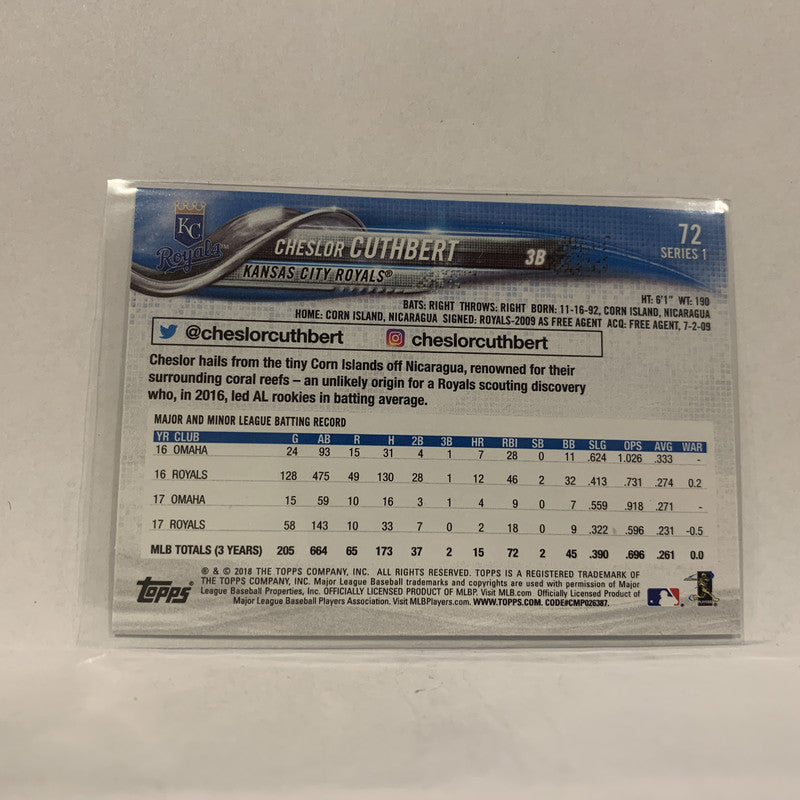 KC
Royals™
CHESLOR CUTHBERT
3B
KANSAS CITY ROYALS®
72
SERIES 1
HT: 6'1" WT: 190
BATS: RIGHT THROWS: RIGHT BORN: 11-16-92, CORN ISLAND, NICARAGUA
HOME: CORN ISLAND, NICARAGUA SIGNED: ROYALS-2009 AS FREE AGENT ACQ: FREE AGENT, 7-2-09
@cheslorcuthbert cheslorcuthbert
Cheslor hails from the tiny Corn Islands off Nicaragua, renowned for their
surrounding coral reefs – an unlikely origin for a Royals scouting discovery
who, in 2016, led AL rookies in batting average.
MAJOR AND MINOR LEAGUE BATTING RECORD
YR CLUB G AB R H 2B 3B HR RBI SB BB SLG OPS AVG WAR
16 OMAHA 24 93 15 31 4 1 7 28 0 11 .624 1.026 .333 -
16 ROYALS 128 475 49 130 28 1 12 46 2 32 .413 .731 .274 0.2
17 OMAHA 15 59 10 16 3 1 4 9 0 7 .559 .918 .271 -
17 ROYALS 58 143 10 33 7 0 2 18 0 9 .322 .596 .231 -0.5
MLB TOTALS (3 YEARS) 205 664 65 173 37 2 15 72 2 45 .390 .696 .261 0.0
® & © 2018 THE TOPPS COMPANY, INC. ALL RIGHTS RESERVED. TOPPS IS A REGISTERED TRADEMARK OF
THE TOPPS COMPANY, INC. Major League Baseball trademarks and copyrights are used with permission of Major
League Baseball Properties, Inc. OFFICIALLY LICENSED PRODUCT OF MLBP. Visit MLB.com Officially Licensed Product of
Major League Baseball Players Association. Visit MLBPlayers.com. WWW.TOPPS.COM. CODE#CMP026387.
topps®